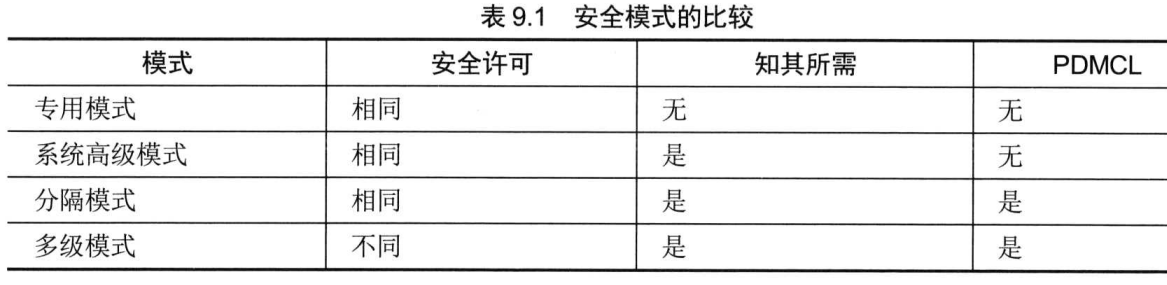 表 9.1 安全模式的比较
模式 安全许可 知其所需 PDMCL
专用模式 相同 无 无
系统高级模式 相同 是 无
分隔模式 相同 是 是
多级模式 不同 是 是